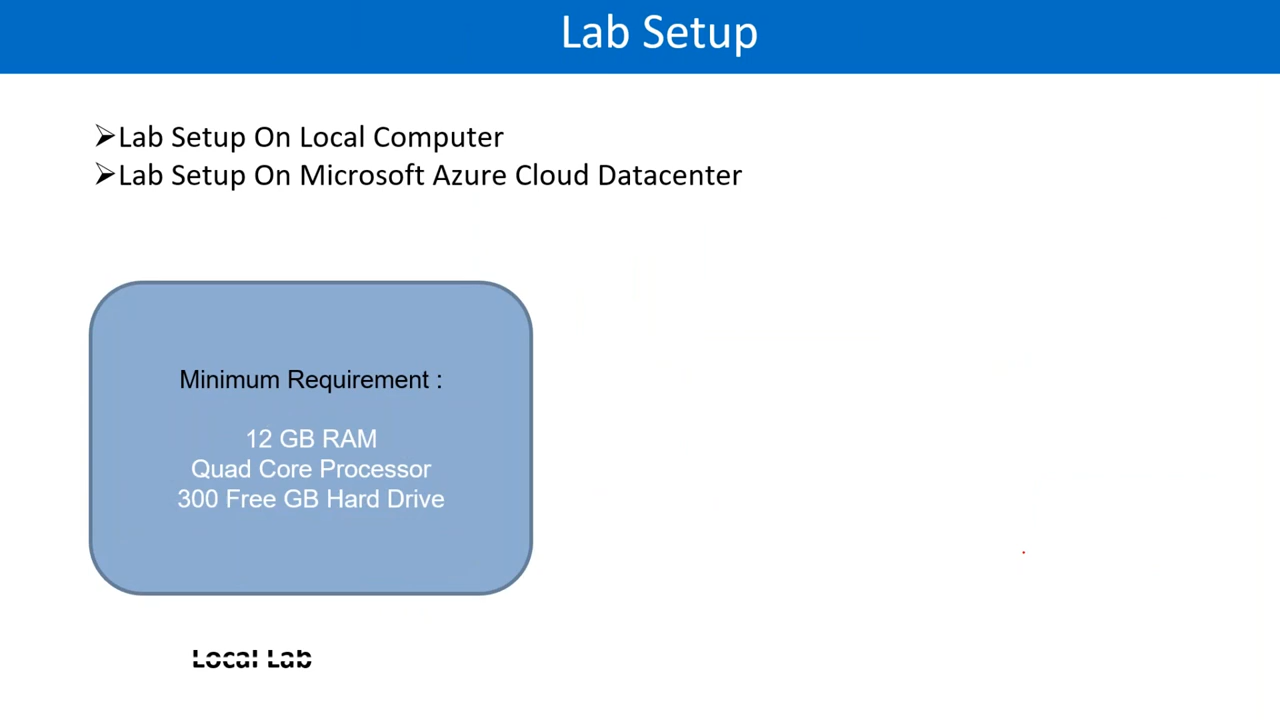 Lab Setup
➢Lab Setup On Local Computer
➢Lab Setup On Microsoft Azure Cloud Datacenter
Minimum Requirement :
12 GB RAM
Quad Core Processor
300 Free GB Hard Drive
Local Lab